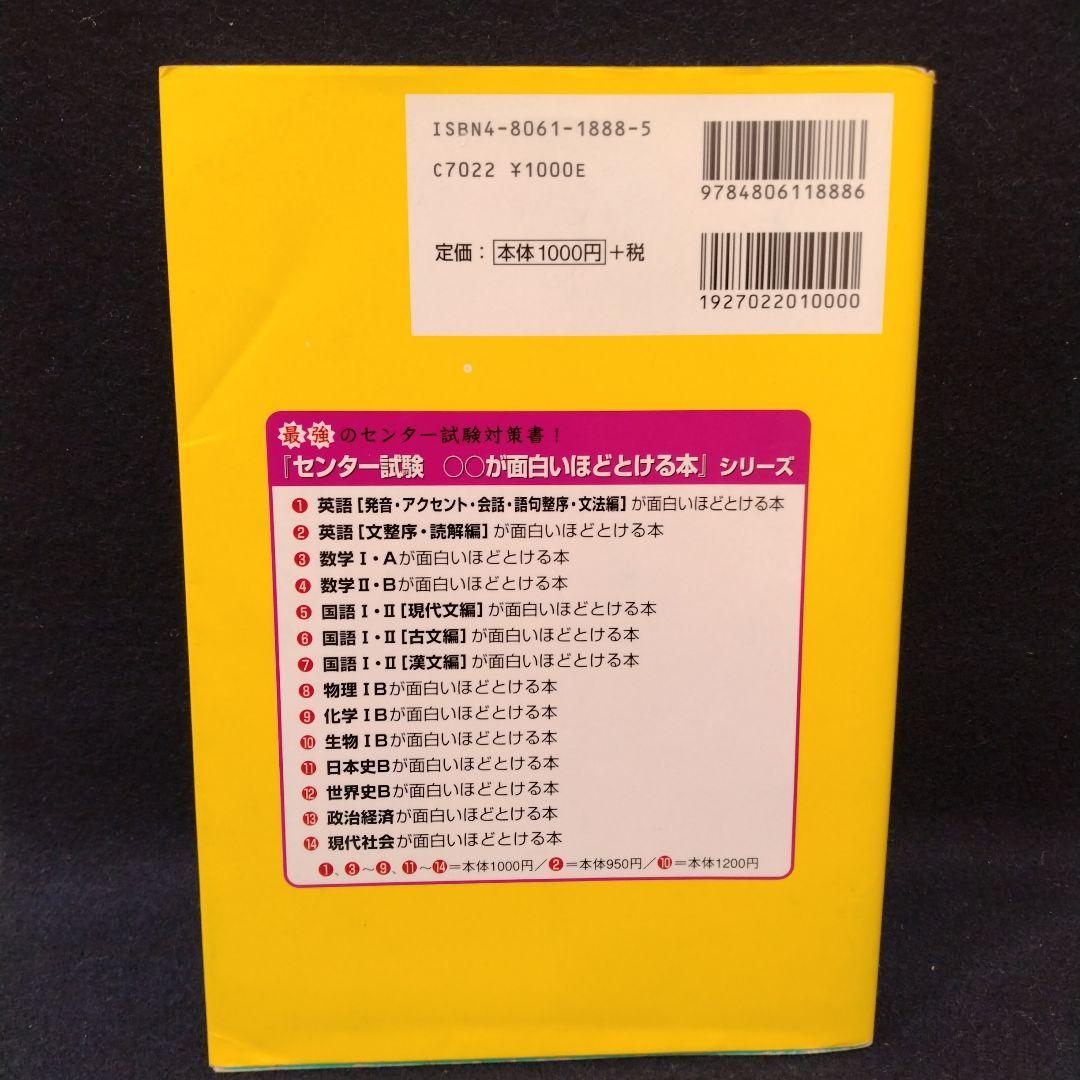 ISBN4-8061-1888-5
C7022 ¥1000E
9784806118886
定価：本体1000円+税
1927022010000
最強のセンター試験対策書！
『センター試験 ○○が面白いほどとける本』シリーズ
❶ 英語［発音・アクセント・会話・語句整序・文法編］が面白いほどとける本
❷ 英語［文整序・読解編］が面白いほどとける本
❸ 数学Ⅰ・Aが面白いほどとける本
❹ 数学Ⅱ・Bが面白いほどとける本
❺ 国語Ⅰ・Ⅱ［現代文編］が面白いほどとける本
❻ 国語Ⅰ・Ⅱ［古文編］が面白いほどとける本
❼ 国語Ⅰ・Ⅱ［漢文編］が面白いほどとける本
❽ 物理ⅠBが面白いほどとける本
❾ 化学ⅠBが面白いほどとける本
❿ 生物ⅠBが面白いほどとける本
⓫ 日本史Bが面白いほどとける本
⓬ 世界史Bが面白いほどとける本
⓭ 政治経済が面白いほどとける本
⓮ 現代社会が面白いほどとける本
❶、❸～❾、⓫～⓮＝本体1000円／❷＝本体950円／❿＝本体1200円